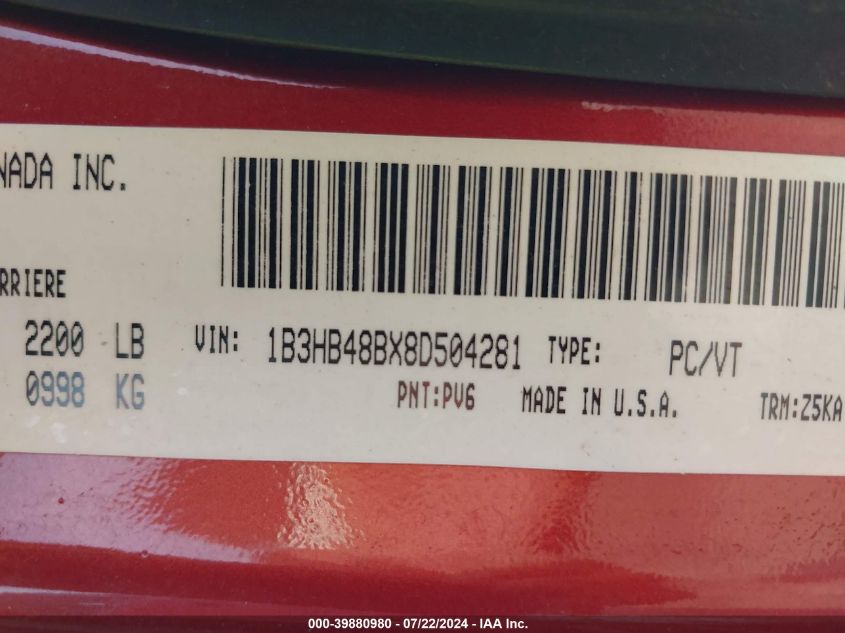 NADA INC.
RRIERE
2200 LB VIN: 1B3HB48BX8D504281 TYPE: PC/VT
0998 KG PNT:PV6 MADE IN U.S.A. TRM:Z5KA
000-39880980 - 07/22/2024 - IAA Inc.